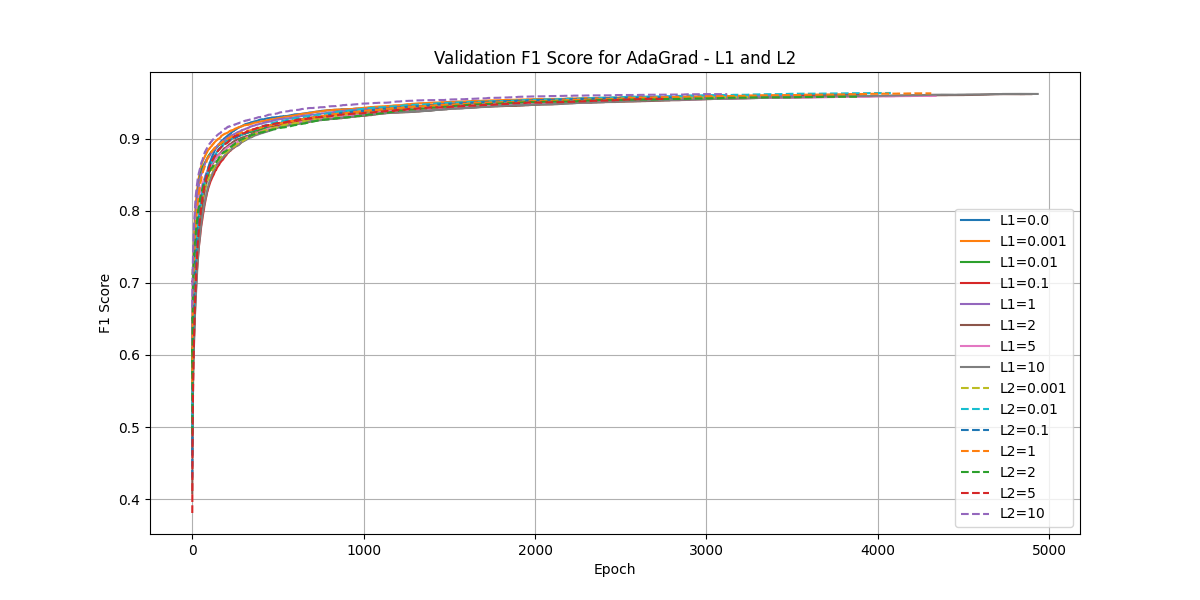 Validation F1 Score for AdaGrad - L1 and L2
0.9
0.8
0.7
0.6
0.5
0.4
F1 Score
0 1000 2000 3000 4000 5000
Epoch
L1=0.0
L1=0.001
L1=0.01
L1=0.1
L1=1
L1=2
L1=5
L1=10
L2=0.001
L2=0.01
L2=0.1
L2=1
L2=2
L2=5
L2=10